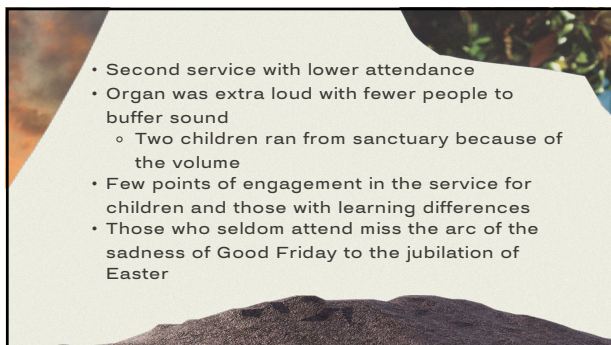 • Second service with lower attendance
• Organ was extra loud with fewer people to
buffer sound
◦ Two children ran from sanctuary because of
the volume
• Few points of engagement in the service for
children and those with learning differences
• Those who seldom attend miss the arc of the
sadness of Good Friday to the jubilation of
Easter